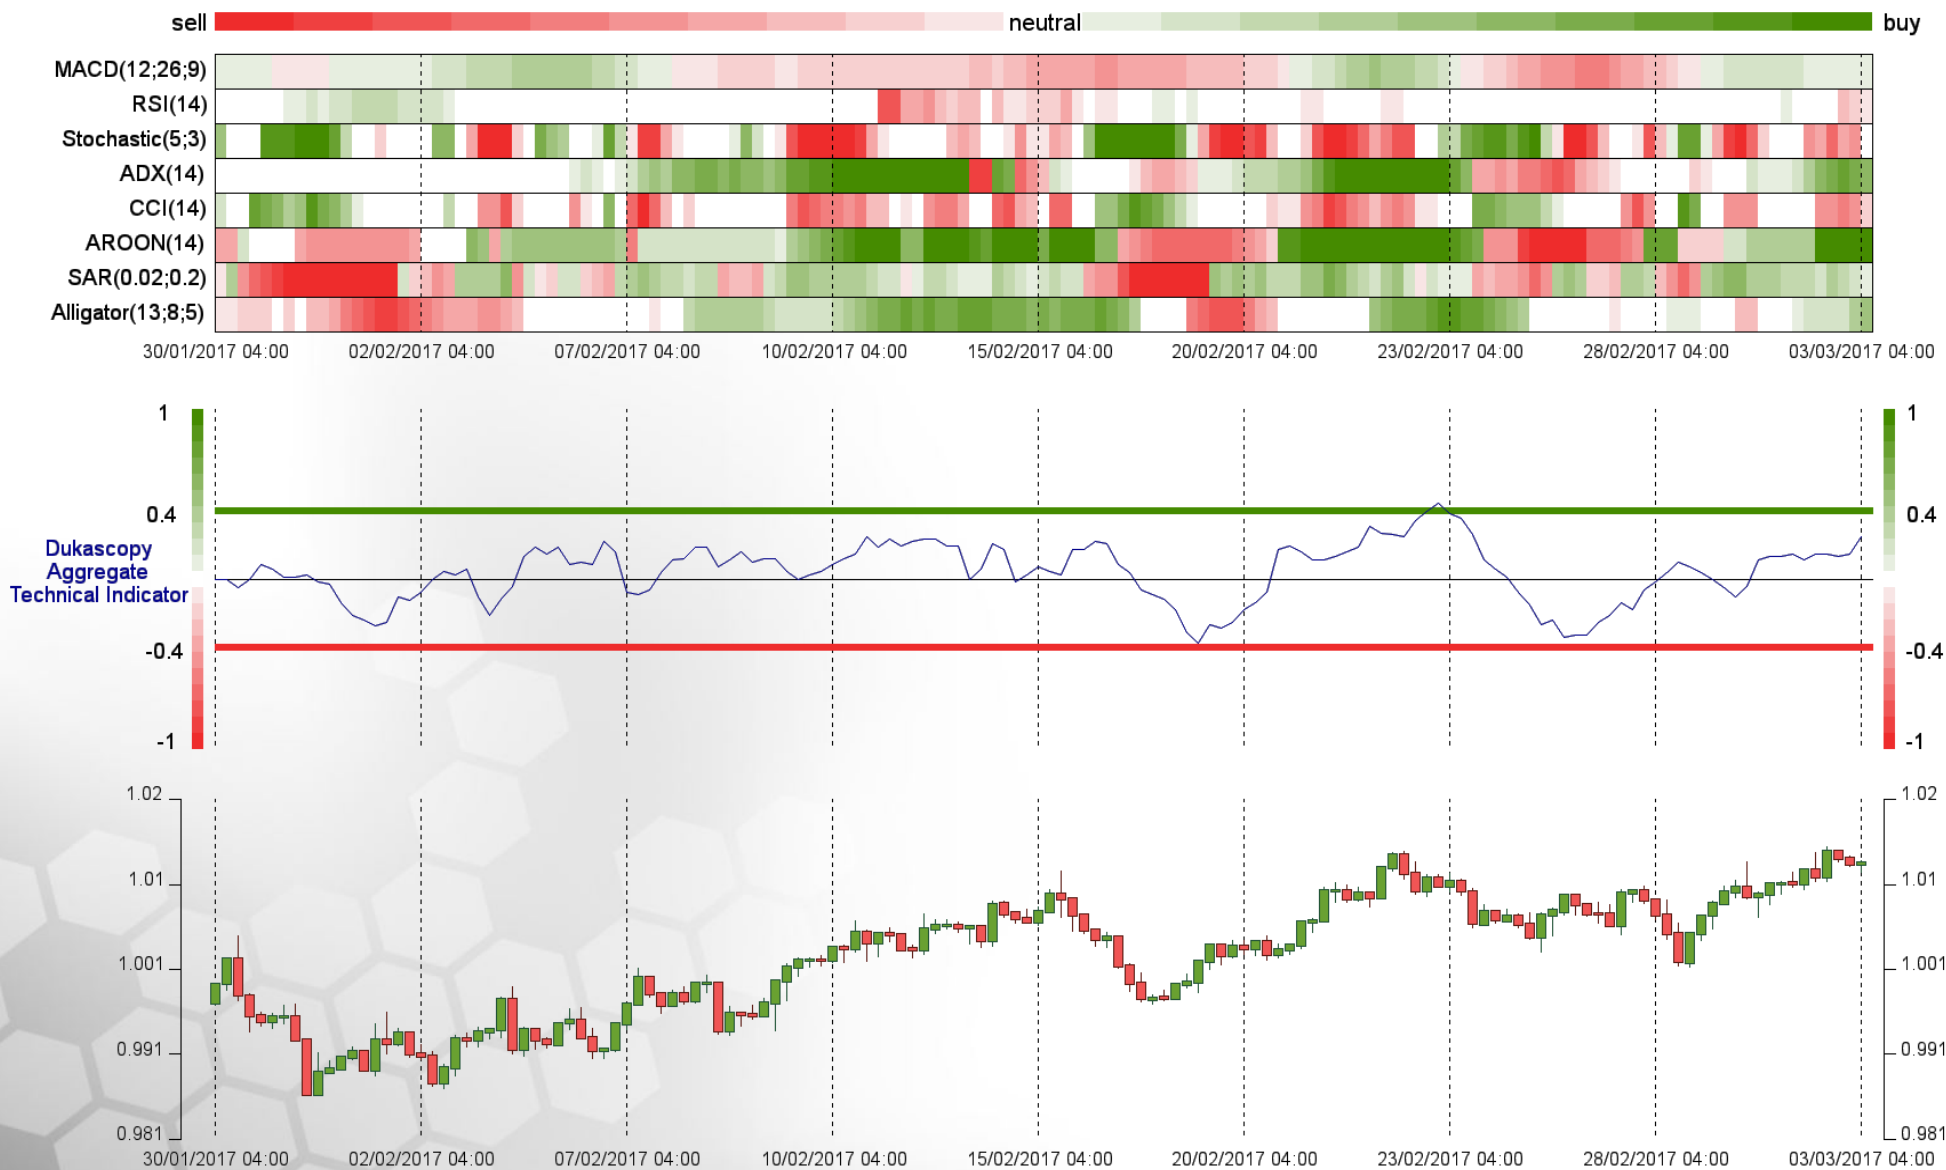 sell neutral buy
MACD(12;26;9)
RSI(14)
Stochastic(5;3)
ADX(14)
CCI(14)
AROON(14)
SAR(0.02;0.2)
Alligator(13;8;5)
30/01/2017 04:00 02/02/2017 04:00 07/02/2017 04:00 10/02/2017 04:00 15/02/2017 04:00 20/02/2017 04:00 23/02/2017 04:00 28/02/2017 04:00 03/03/2017 04:00
1 1
0.4 0.4
Dukascopy
Aggregate
Technical Indicator
-0.4 -0.4
-1 -1
1.02 1.02
1.01 1.01
1.001 1.001
0.991 0.991
0.981 0.981
30/01/2017 04:00 02/02/2017 04:00 07/02/2017 04:00 10/02/2017 04:00 15/02/2017 04:00 20/02/2017 04:00 23/02/2017 04:00 28/02/2017 04:00 03/03/2017 04:00